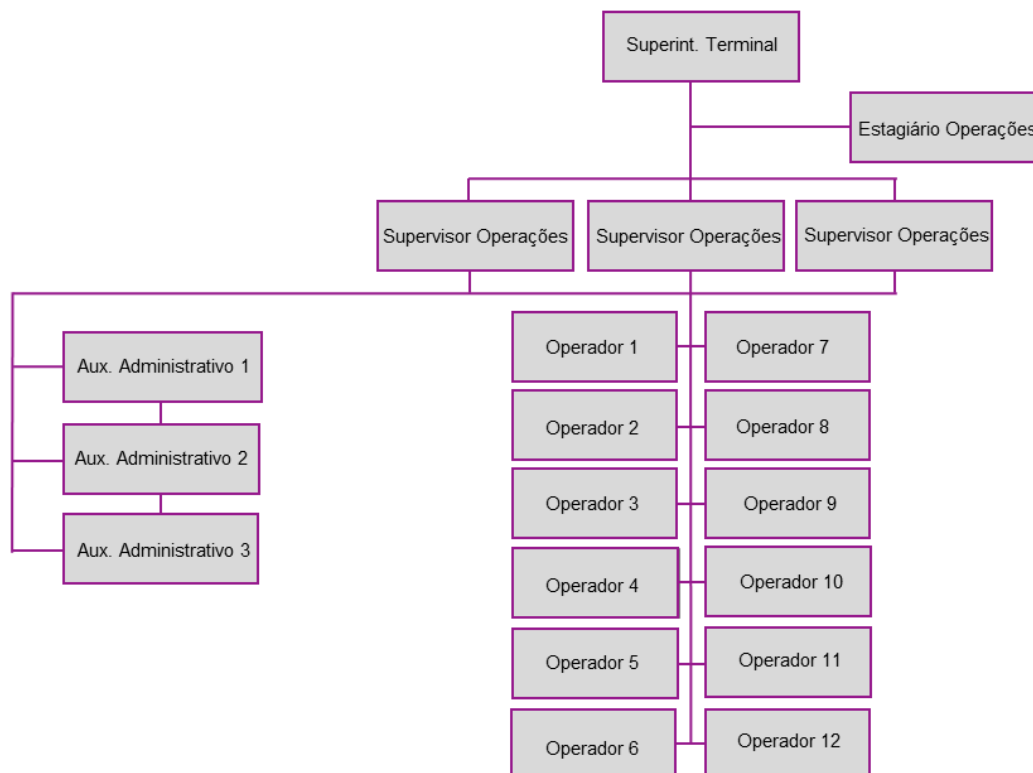 Superint. Terminal
Estagiário Operações
Supervisor Operações
Supervisor Operações
Supervisor Operações
Aux. Administrativo 1
Aux. Administrativo 2
Aux. Administrativo 3
Operador 1
Operador 7
Operador 2
Operador 8
Operador 3
Operador 9
Operador 4
Operador 10
Operador 5
Operador 11
Operador 6
Operador 12